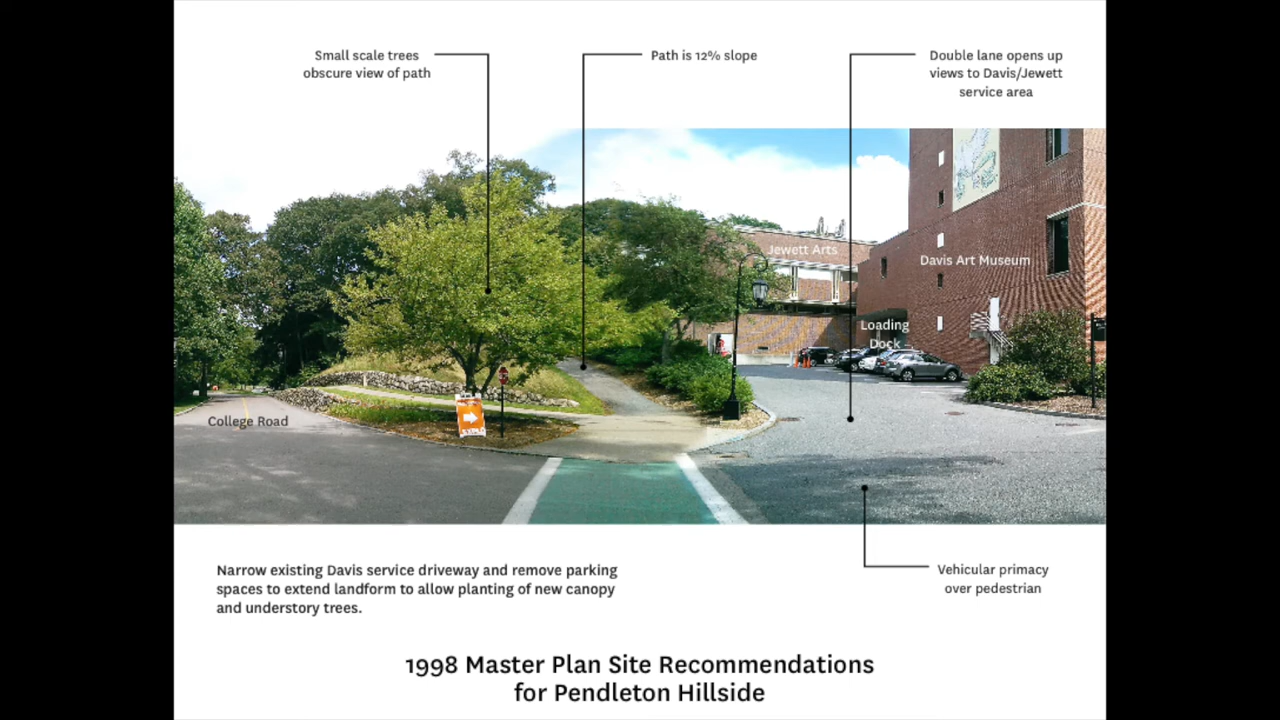 Small scale trees
obscure view of path
Path is 12% slope
Double lane opens up
views to Davis/Jewett
service area
Jewett Arts
Davis Art Museum
Loading
Dock
College Road
Narrow existing Davis service driveway and remove parking
spaces to extend landform to allow planting of new canopy
and understory trees.
Vehicular primacy
over pedestrian
1998 Master Plan Site Recommendations
for Pendleton Hillside